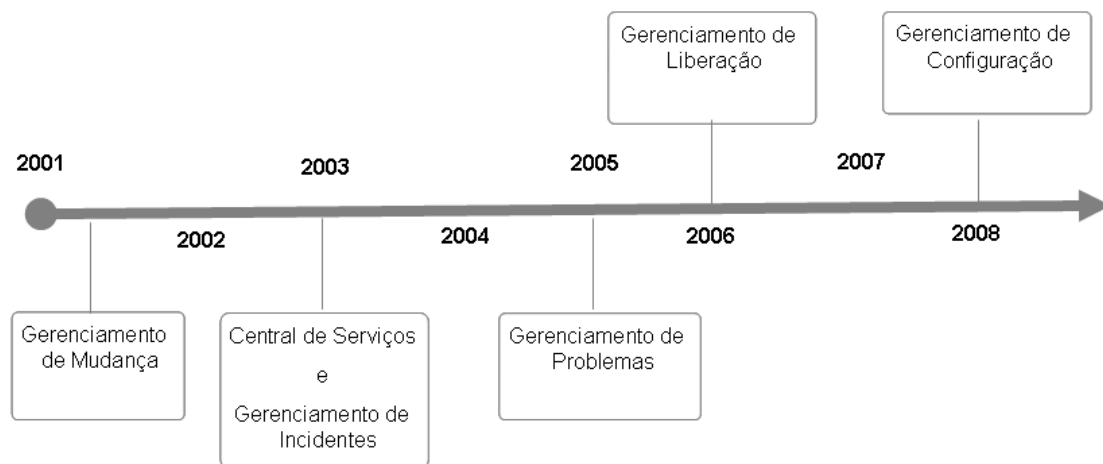 Gerenciamento de
Liberação
Gerenciamento de
Configuração
2001
2003
2005
2007
2002
2004
2006
2008
Gerenciamento
de Mudança
Central de Serviços
e
Gerenciamento de
Incidentes
Gerenciamento de
Problemas